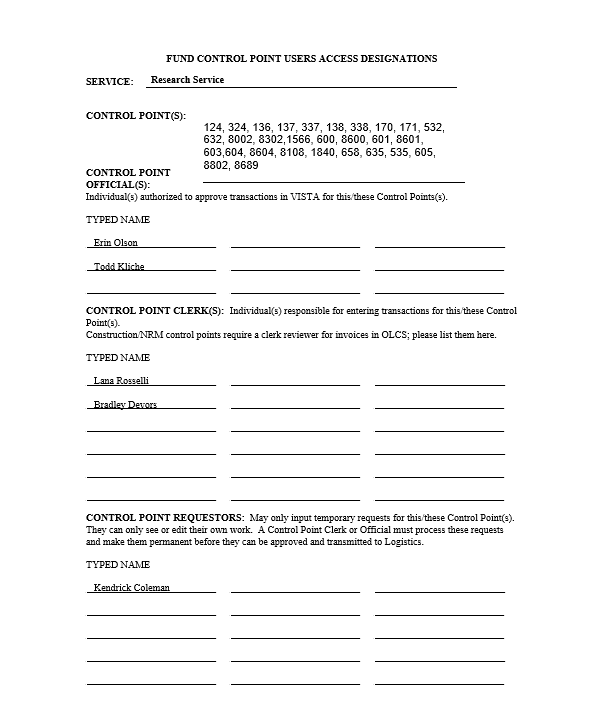 FUND CONTROL POINT USERS ACCESS DESIGNATIONS
SERVICE: Research Service
CONTROL POINT(S):
124, 324, 136, 137, 337, 138, 338, 170, 171, 532,
632, 8002, 8302,1566, 600, 8600, 601, 8601,
603,604, 8604, 8108, 1840, 658, 635, 535, 605,
8802, 8689
CONTROL POINT
OFFICIAL(S):
Individual(s) authorized to approve transactions in VISTA for this/these Control Points(s).
TYPED NAME
Erin Olson
Todd Kliche
CONTROL POINT CLERK(S): Individual(s) responsible for entering transactions for this/these Control
Point(s).
Construction/NRM control points require a clerk reviewer for invoices in OLCS; please list them here.
TYPED NAME
Lana Rosselli
Bradley Devors
CONTROL POINT REQUESTORS: May only input temporary requests for this/these Control Point(s).
They can only see or edit their own work. A Control Point Clerk or Official must process these requests
and make them permanent before they can be approved and transmitted to Logistics.
TYPED NAME
Kendrick Coleman